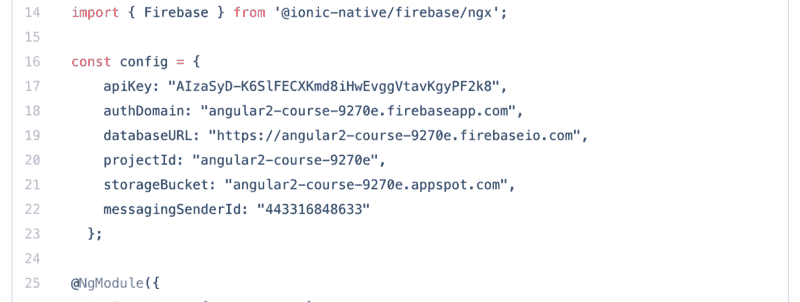 14 import { Firebase } from '@ionic-native/firebase/ngx';
15
16 const config = {
17 apiKey: "AIzaSyD-K6SlFECXKmd8iHwEvggVtavKgyPF2k8",
18 authDomain: "angular2-course-9270e.firebaseapp.com",
19 databaseURL: "https://angular2-course-9270e.firebaseio.com",
20 projectId: "angular2-course-9270e",
21 storageBucket: "angular2-course-9270e.appspot.com",
22 messagingSenderId: "443316848633"
23 };
24
25 @NgModule({